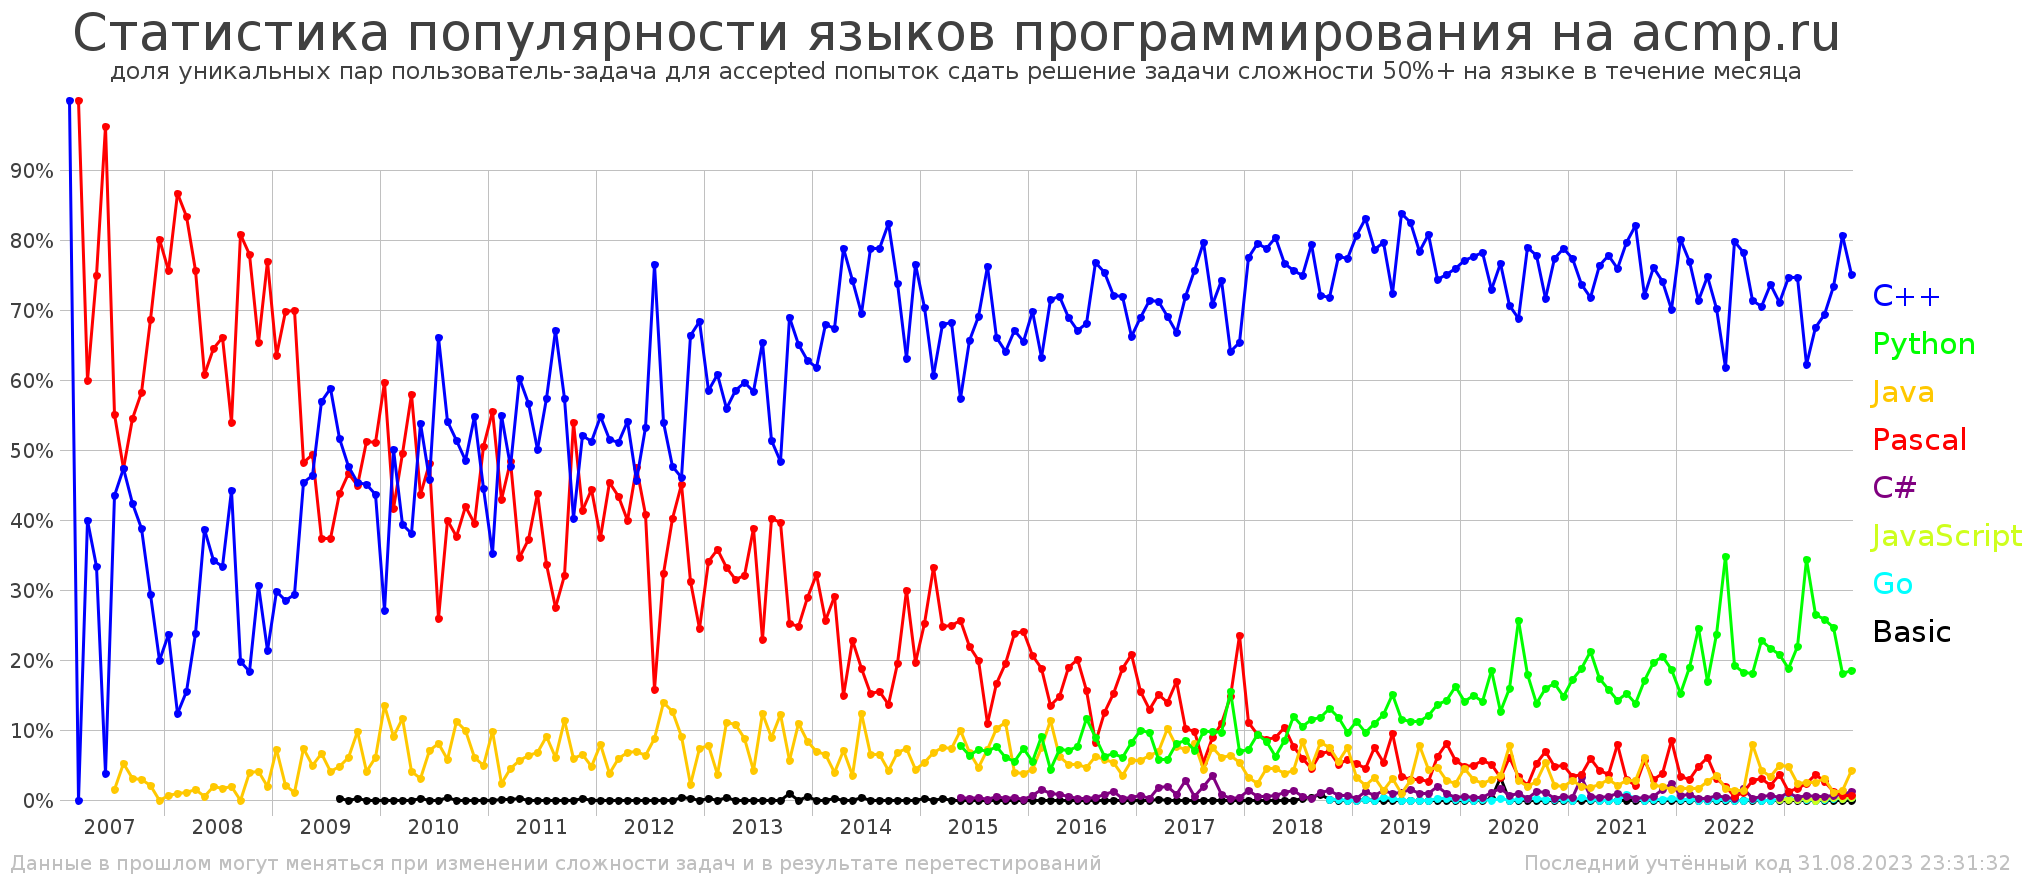 Статистика популярности языков программирования на acmp.ru
доля уникальных пар пользователь-задача для accepted попыток сдать решение задачи сложности 50%+ на языке в течение месяца
90%
80%
70%
60%
50%
40%
30%
20%
10%
0%
2007 2008 2009 2010 2011 2012 2013 2014 2015 2016 2017 2018 2019 2020 2021 2022
C++
Python
Java
Pascal
C#
JavaScript
Go
Basic
Данные в прошлом могут меняться при изменении сложности задач и в результате перетестирований
Последний учтённый код 31.08.2023 23:31:32